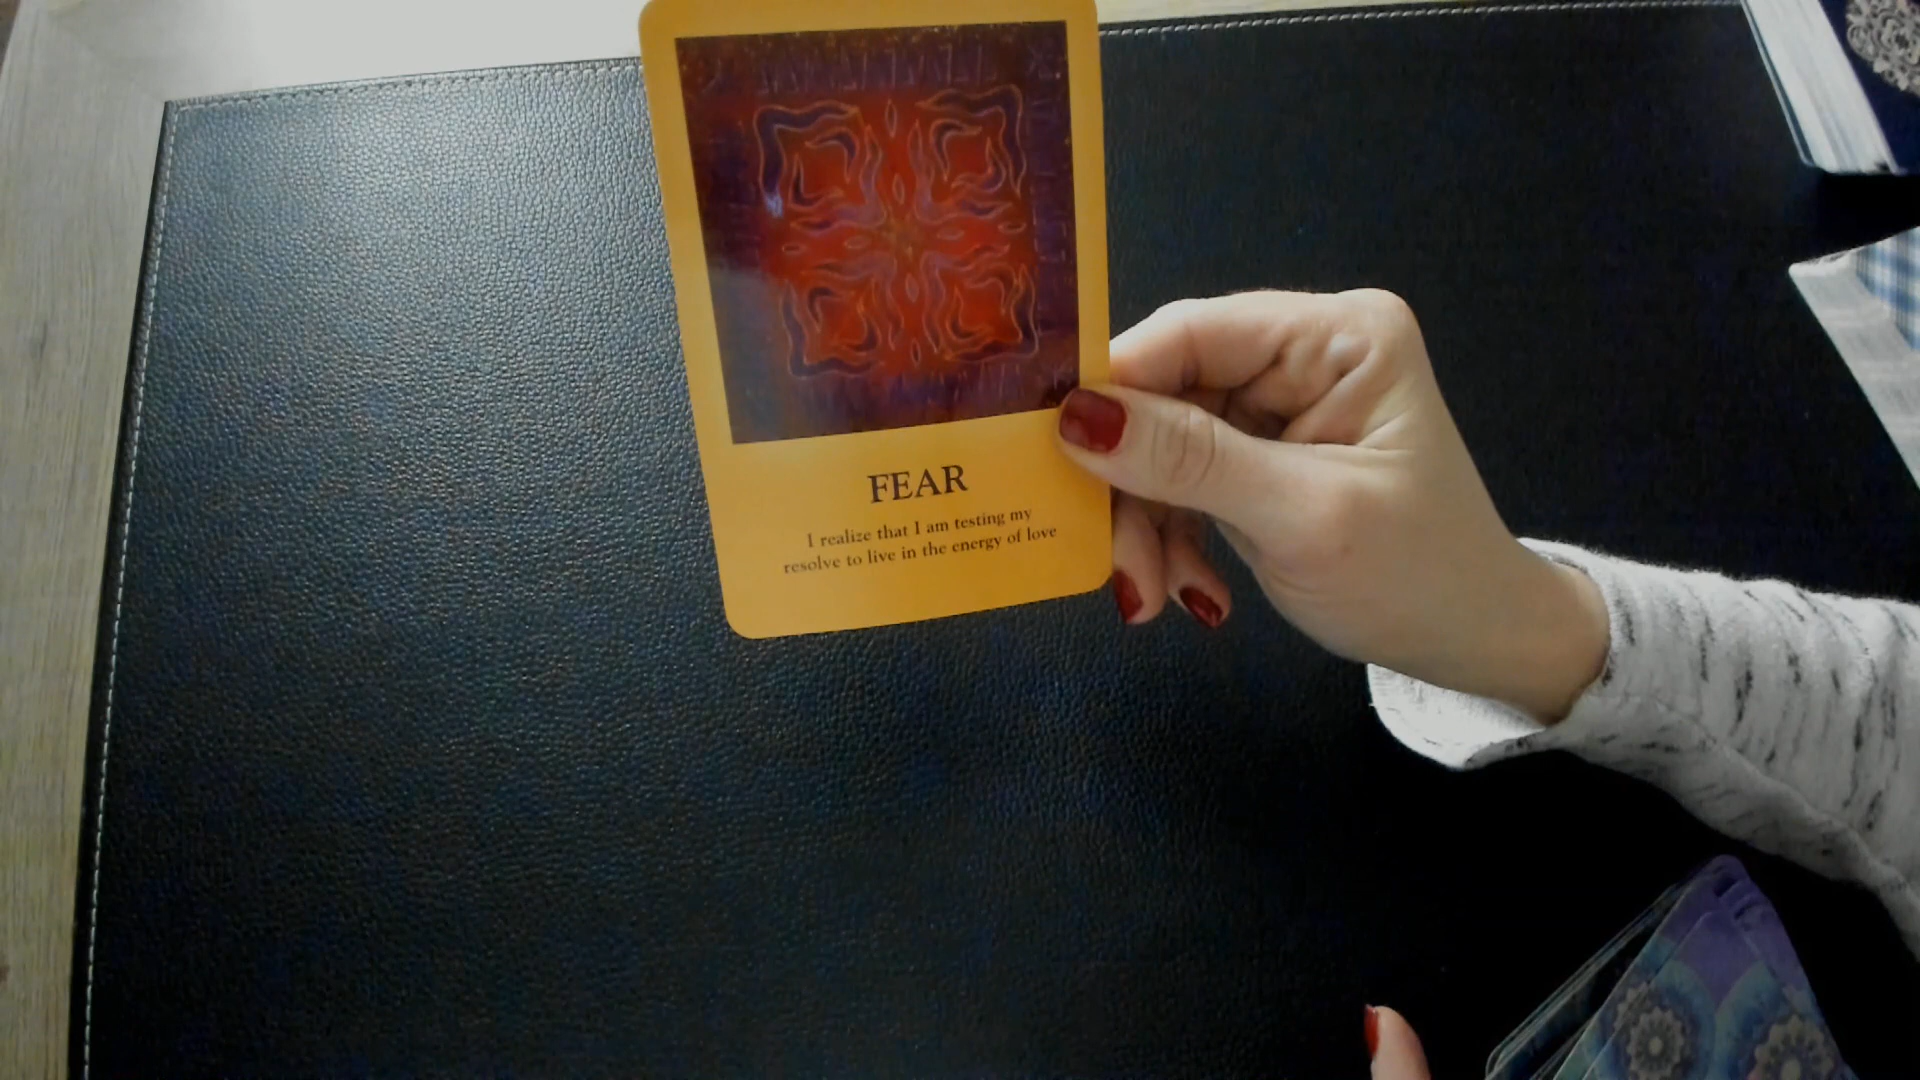 FEAR
I realize that I am testing my
resolve to live in the energy of love